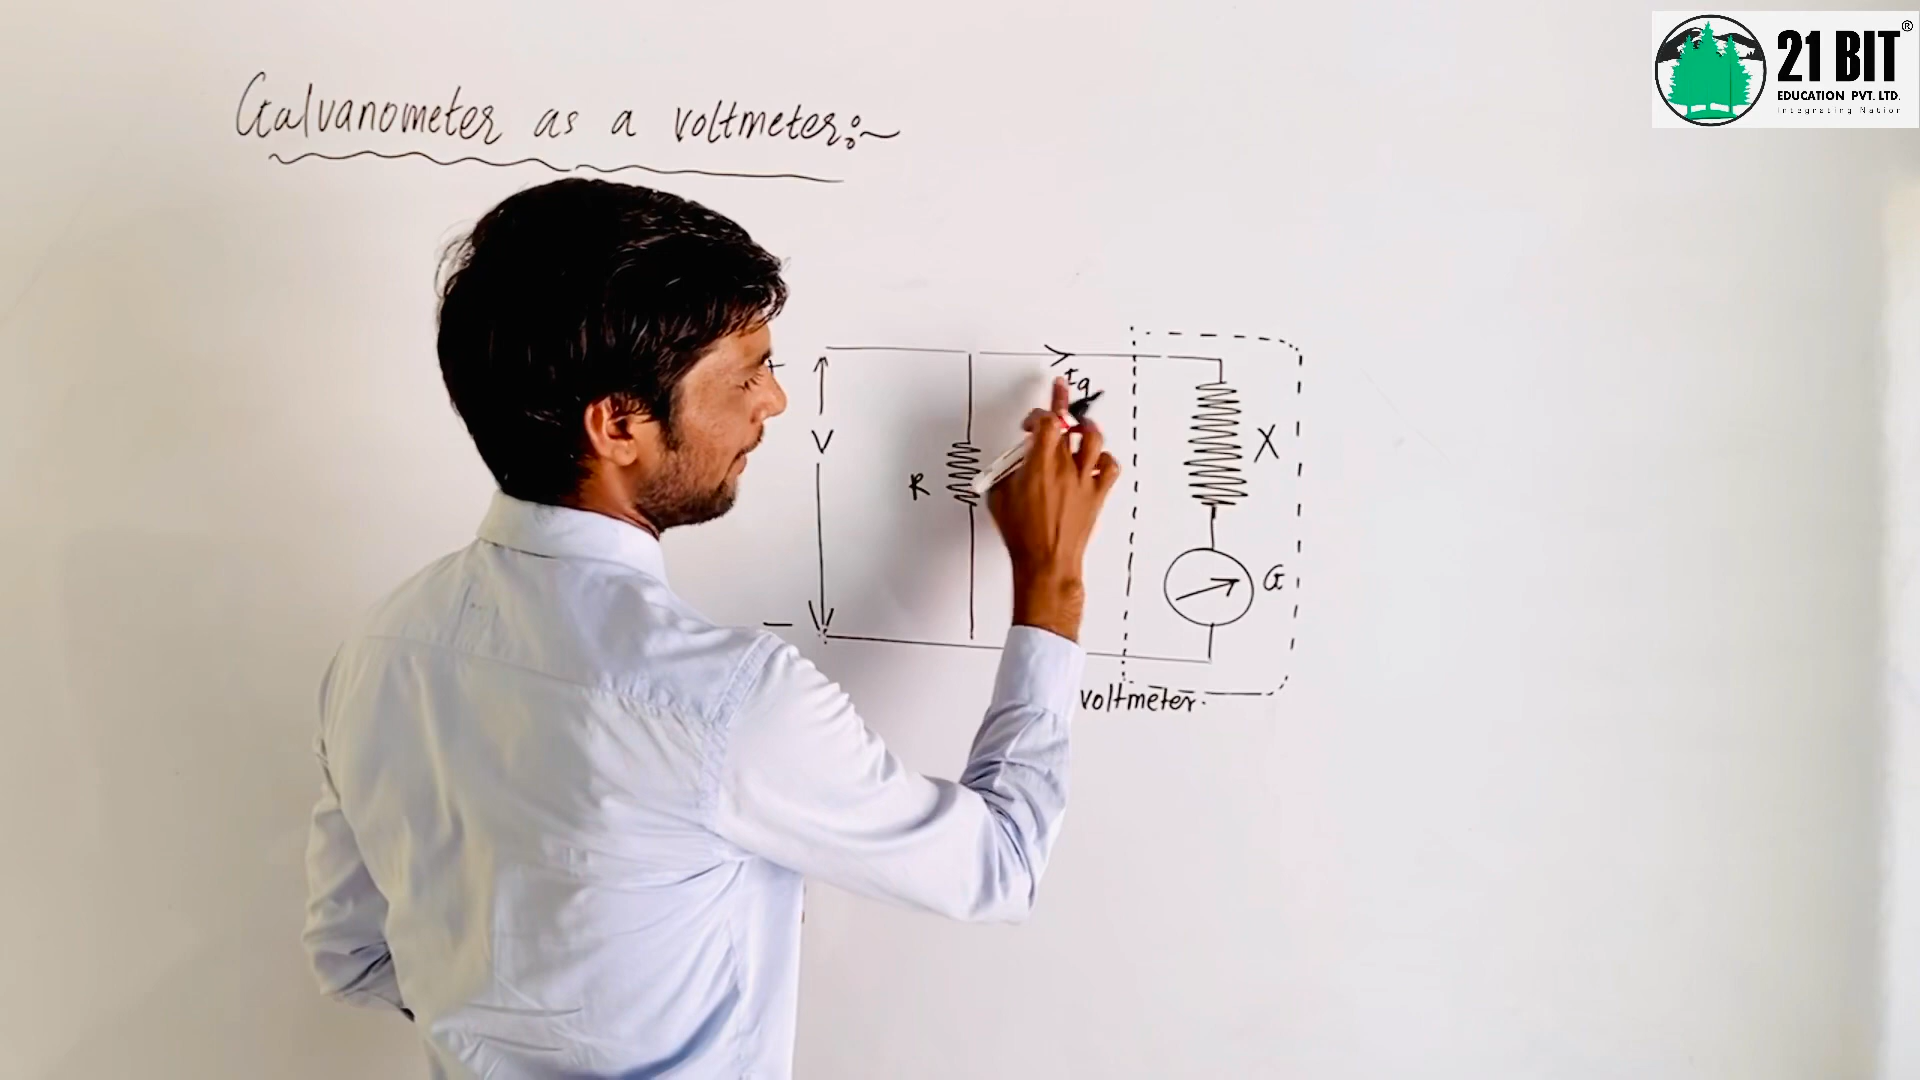 21 BIT®
EDUCATION PVT. LTD.
Integrating Nation
Galvanometer as a voltmeter:~
+
Ig
V
X
R
G
−
voltmeter.